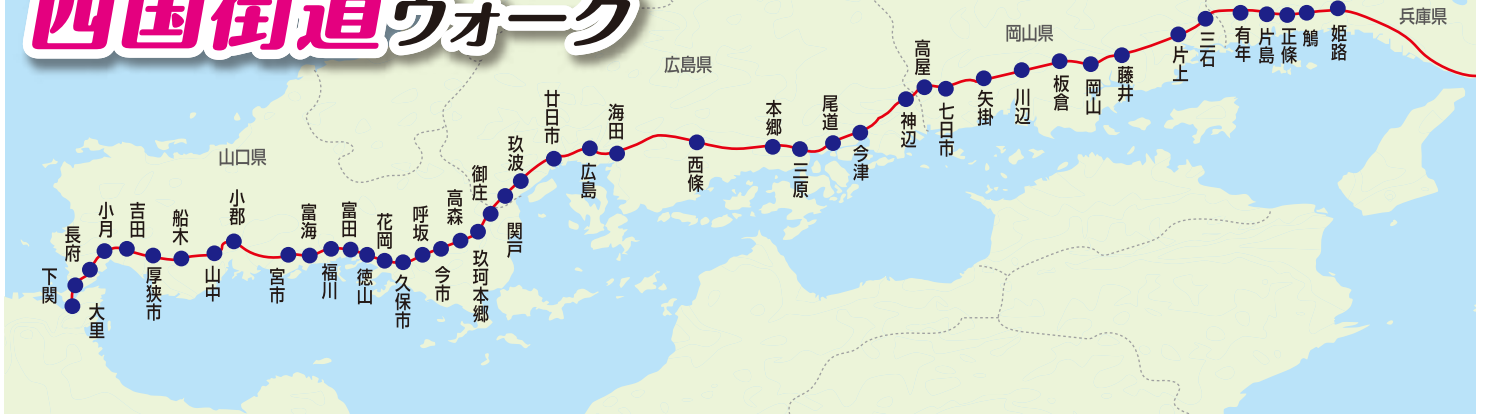 四国街道ウォーク
兵庫県
岡山県
広島県
山口県
姫路
鵤
正條
片島
有年
三石
片上
藤井
岡山
板倉
川辺
矢掛
七日市
高屋
神辺
今津
尾道
三原
本郷
西條
海田
広島
廿日市
玖波
関戸
御庄
玖珂本郷
高森
今市
呼坂
久保市
花岡
徳山
富田
福川
富海
宮市
小郡
山中
船木
厚狭市
吉田
小月
長府
下関
大里